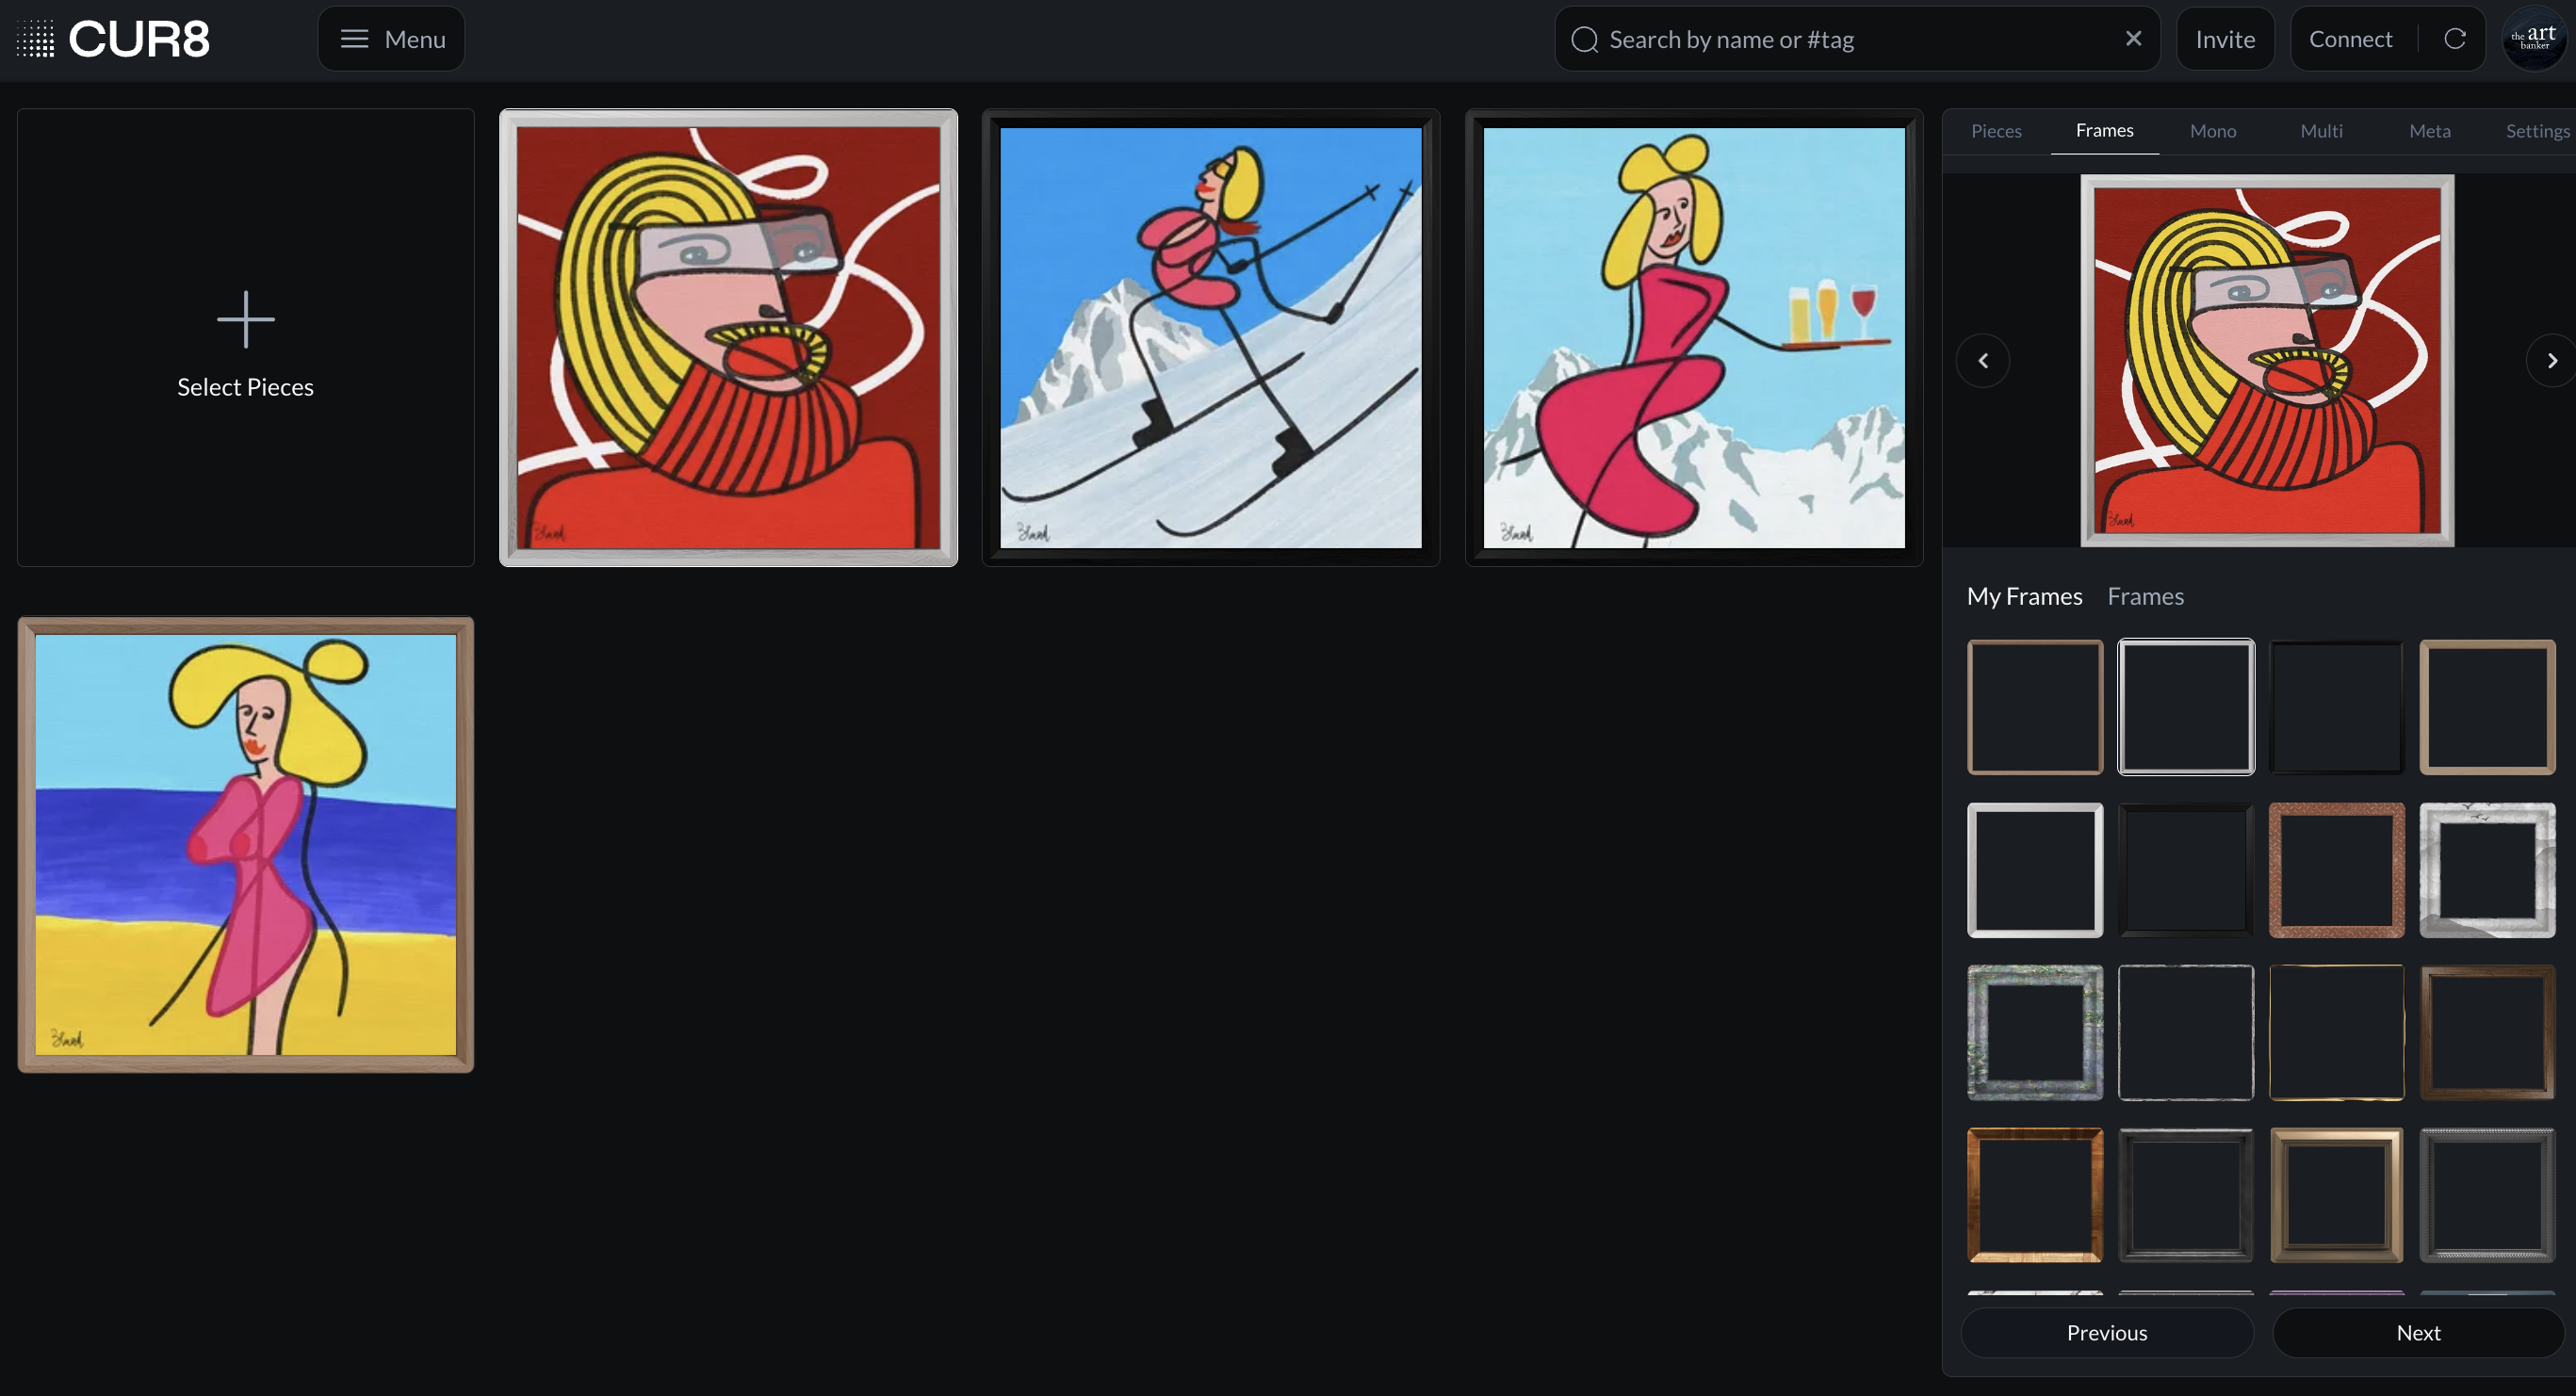 CUR8
Menu
Search by name or #tag
Invite
Connect
the art
banker
Select Pieces
Pieces
Frames
Mono
Multi
Meta
Settings
My Frames
Frames
Previous
Next